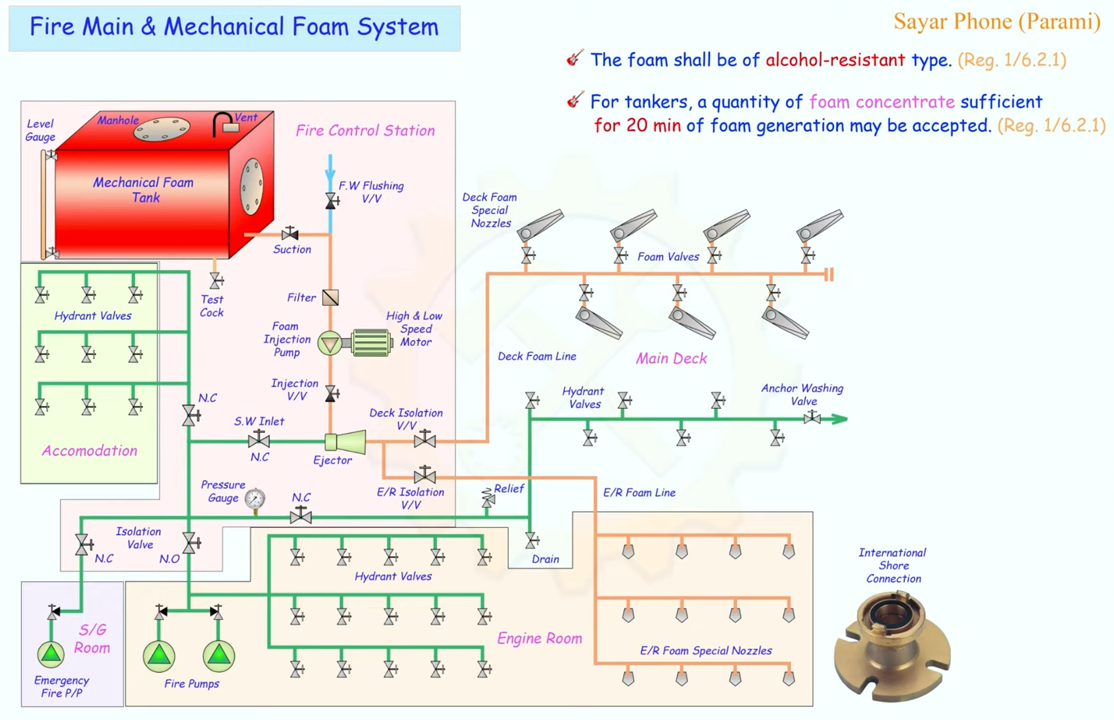 Fire Main & Mechanical Foam System
Sayar Phone (Parami)
The foam shall be of alcohol-resistant type. (Reg. 1/6.2.1)
For tankers, a quantity of foam concentrate sufficient
for 20 min of foam generation may be accepted. (Reg. 1/6.2.1)
Level
Gauge
Manhole
Vent
Fire Control Station
Mechanical Foam
Tank
F.W Flushing
V/V
Suction
Test
Cock
Filter
Foam
Injection
Pump
High & Low
Speed
Motor
Injection
V/V
Hydrant Valves
Accomodation
N.C
S.W Inlet
N.C
Ejector
Deck Isolation
V/V
E/R Isolation
V/V
Deck Foam
Special
Nozzles
Foam Valves
Deck Foam Line
Main Deck
Hydrant
Valves
Anchor Washing
Valve
Pressure
Gauge
N.C
Relief
E/R Foam Line
Isolation
Valve
N.C
N.O
Drain
Hydrant Valves
Engine Room
E/R Foam Special Nozzles
S/G
Room
Emergency
Fire P/P
Fire Pumps
International
Shore
Connection